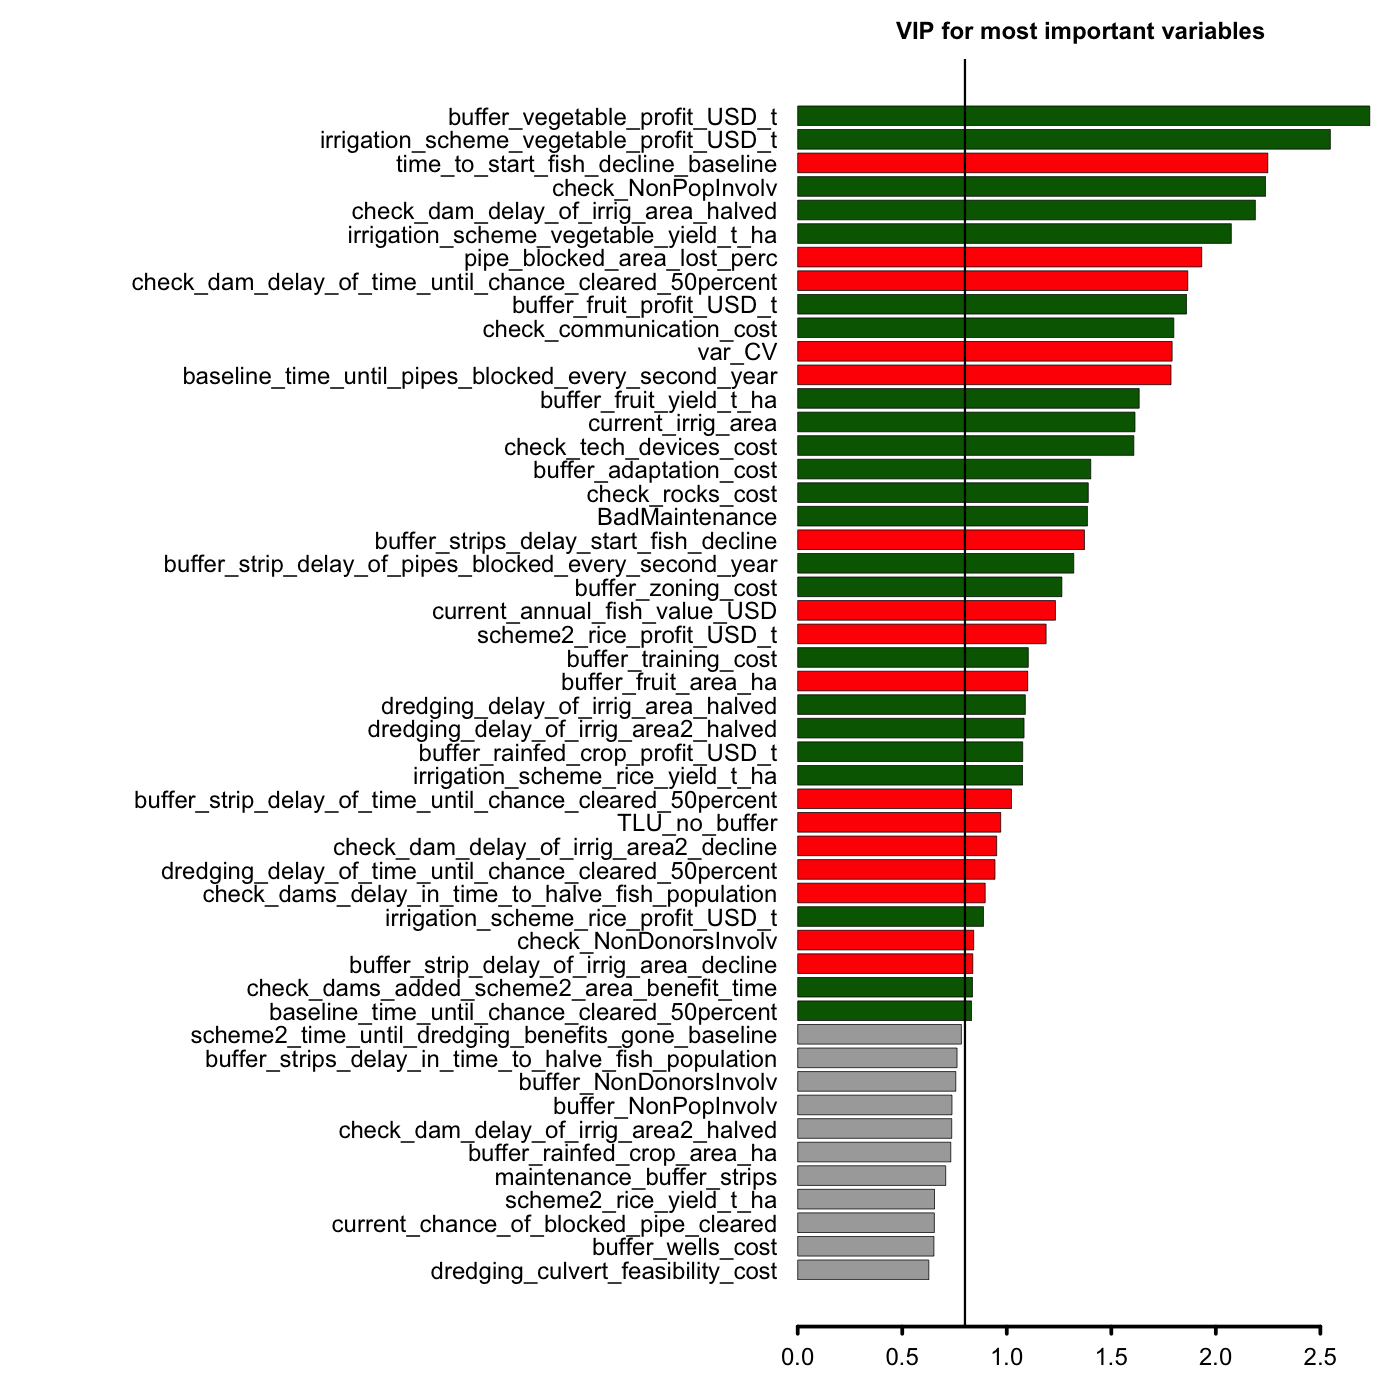 VIP for most important variables
buffer_vegetable_profit_USD_t
irrigation_scheme_vegetable_profit_USD_t
time_to_start_fish_decline_baseline
check_NonPopInvolv
check_dam_delay_of_irrig_area_halved
irrigation_scheme_vegetable_yield_t_ha
pipe_blocked_area_lost_perc
check_dam_delay_of_time_until_chance_cleared_50percent
buffer_fruit_profit_USD_t
check_communication_cost
var_CV
baseline_time_until_pipes_blocked_every_second_year
buffer_fruit_yield_t_ha
current_irrig_area
check_tech_devices_cost
buffer_adaptation_cost
check_rocks_cost
BadMaintenance
buffer_strips_delay_start_fish_decline
buffer_strip_delay_of_pipes_blocked_every_second_year
buffer_zoning_cost
current_annual_fish_value_USD
scheme2_rice_profit_USD_t
buffer_training_cost
buffer_fruit_area_ha
dredging_delay_of_irrig_area_halved
dredging_delay_of_irrig_area2_halved
buffer_rainfed_crop_profit_USD_t
irrigation_scheme_rice_yield_t_ha
buffer_strip_delay_of_time_until_chance_cleared_50percent
TLU_no_buffer
check_dam_delay_of_irrig_area2_decline
dredging_delay_of_time_until_chance_cleared_50percent
check_dams_delay_in_time_to_halve_fish_population
irrigation_scheme_rice_profit_USD_t
check_NonDonorsInvolv
buffer_strip_delay_of_irrig_area_decline
check_dams_added_scheme2_area_benefit_time
baseline_time_until_chance_cleared_50percent
scheme2_time_until_dredging_benefits_gone_baseline
buffer_strips_delay_in_time_to_halve_fish_population
buffer_NonDonorsInvolv
buffer_NonPopInvolv
check_dam_delay_of_irrig_area2_halved
buffer_rainfed_crop_area_ha
maintenance_buffer_strips
scheme2_rice_yield_t_ha
current_chance_of_blocked_pipe_cleared
buffer_wells_cost
dredging_culvert_feasibility_cost
0.0 0.5 1.0 1.5 2.0 2.5